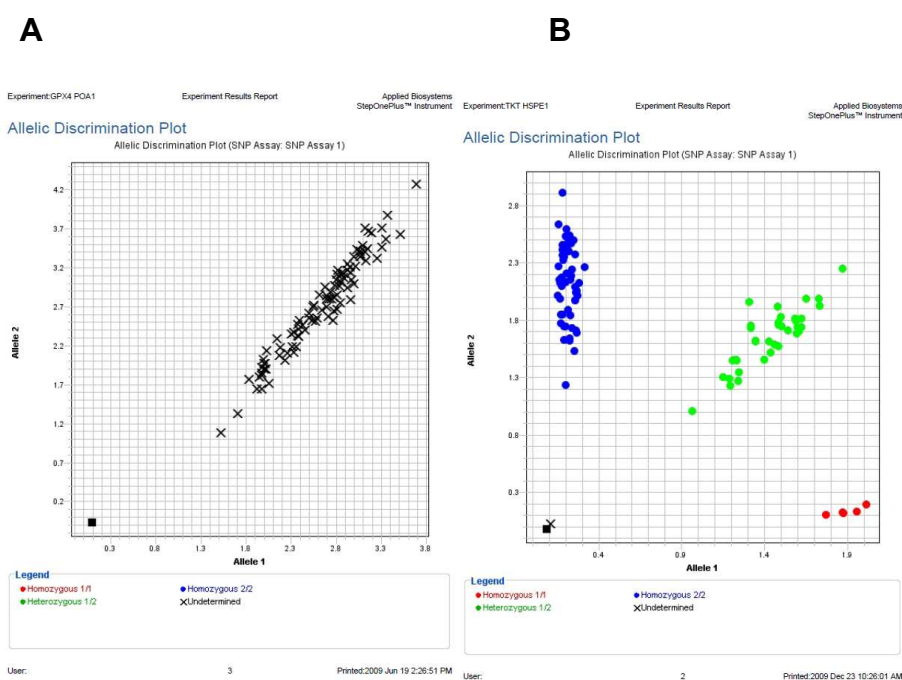 A
B
Experiment:GPX4 POA1 Experiment Results Report Applied Biosystems
StepOnePlus™ Instrument
Allelic Discrimination Plot
Allelic Discrimination Plot (SNP Assay: SNP Assay 1)
4.2
3.7
3.2
2.7
2.2
1.7
1.2
0.7
0.2
Allele 2
0.3 0.8 1.3 1.8 2.3 2.8 3.3 3.8
Allele 1
Legend
Homozygous 1/1 Homozygous 2/2
Heterozygous 1/2 Undetermined
User: 3 Printed:2009 Jun 19 2:26:51 PM
Experiment:TKT HSPE1 Experiment Results Report Applied Biosystems
StepOnePlus™ Instrument
Allelic Discrimination Plot
Allelic Discrimination Plot (SNP Assay: SNP Assay 1)
2.8
2.3
1.8
1.3
0.8
0.3
Allele 2
0.4 0.9 1.4 1.9
Allele 1
Legend
Homozygous 1/1 Homozygous 2/2
Heterozygous 1/2 Undetermined
User: 2 Printed:2009 Dec 23 10:26:01 AM